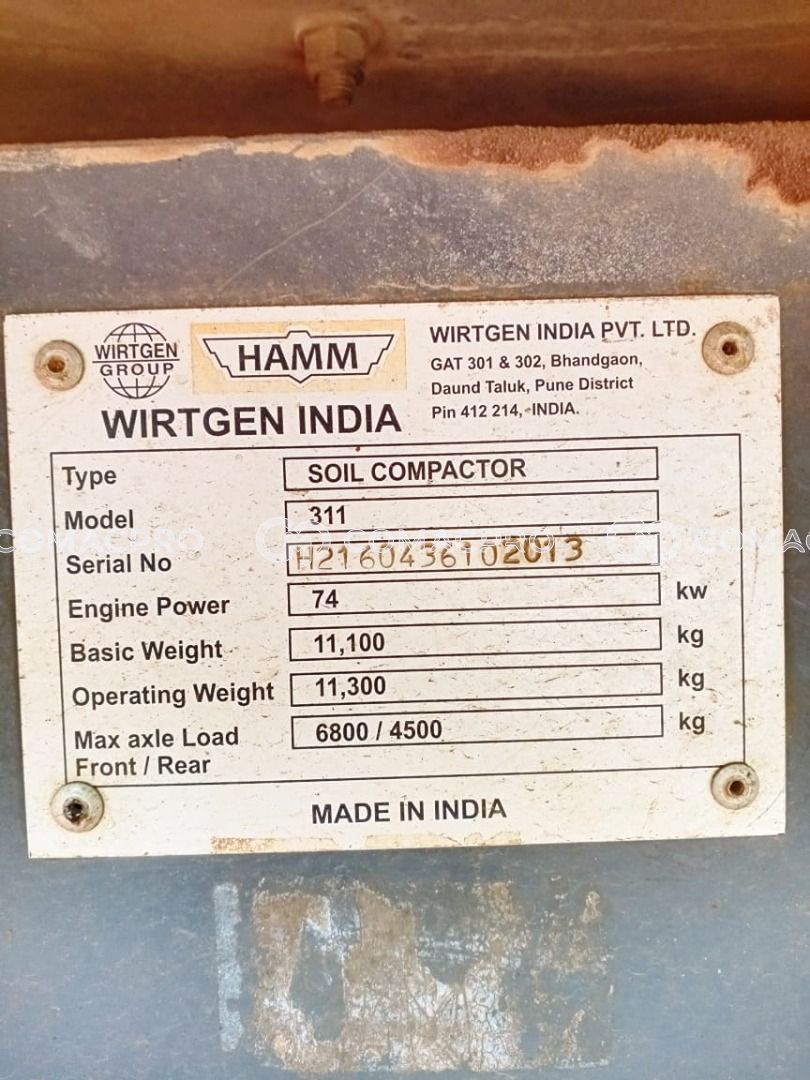 WIRTGEN
GROUP
HAMM
WIRTGEN INDIA
WIRTGEN INDIA PVT. LTD.
GAT 301 & 302, Bhandgaon,
Daund Taluk, Pune District
Pin 412 214, INDIA.
Type SOIL COMPACTOR
Model 311
Serial No H2160436102013
Engine Power 74 kw
Basic Weight 11,100 kg
Operating Weight 11,300 kg
Max axle Load 6800 / 4500 kg
Front / Rear
MADE IN INDIA